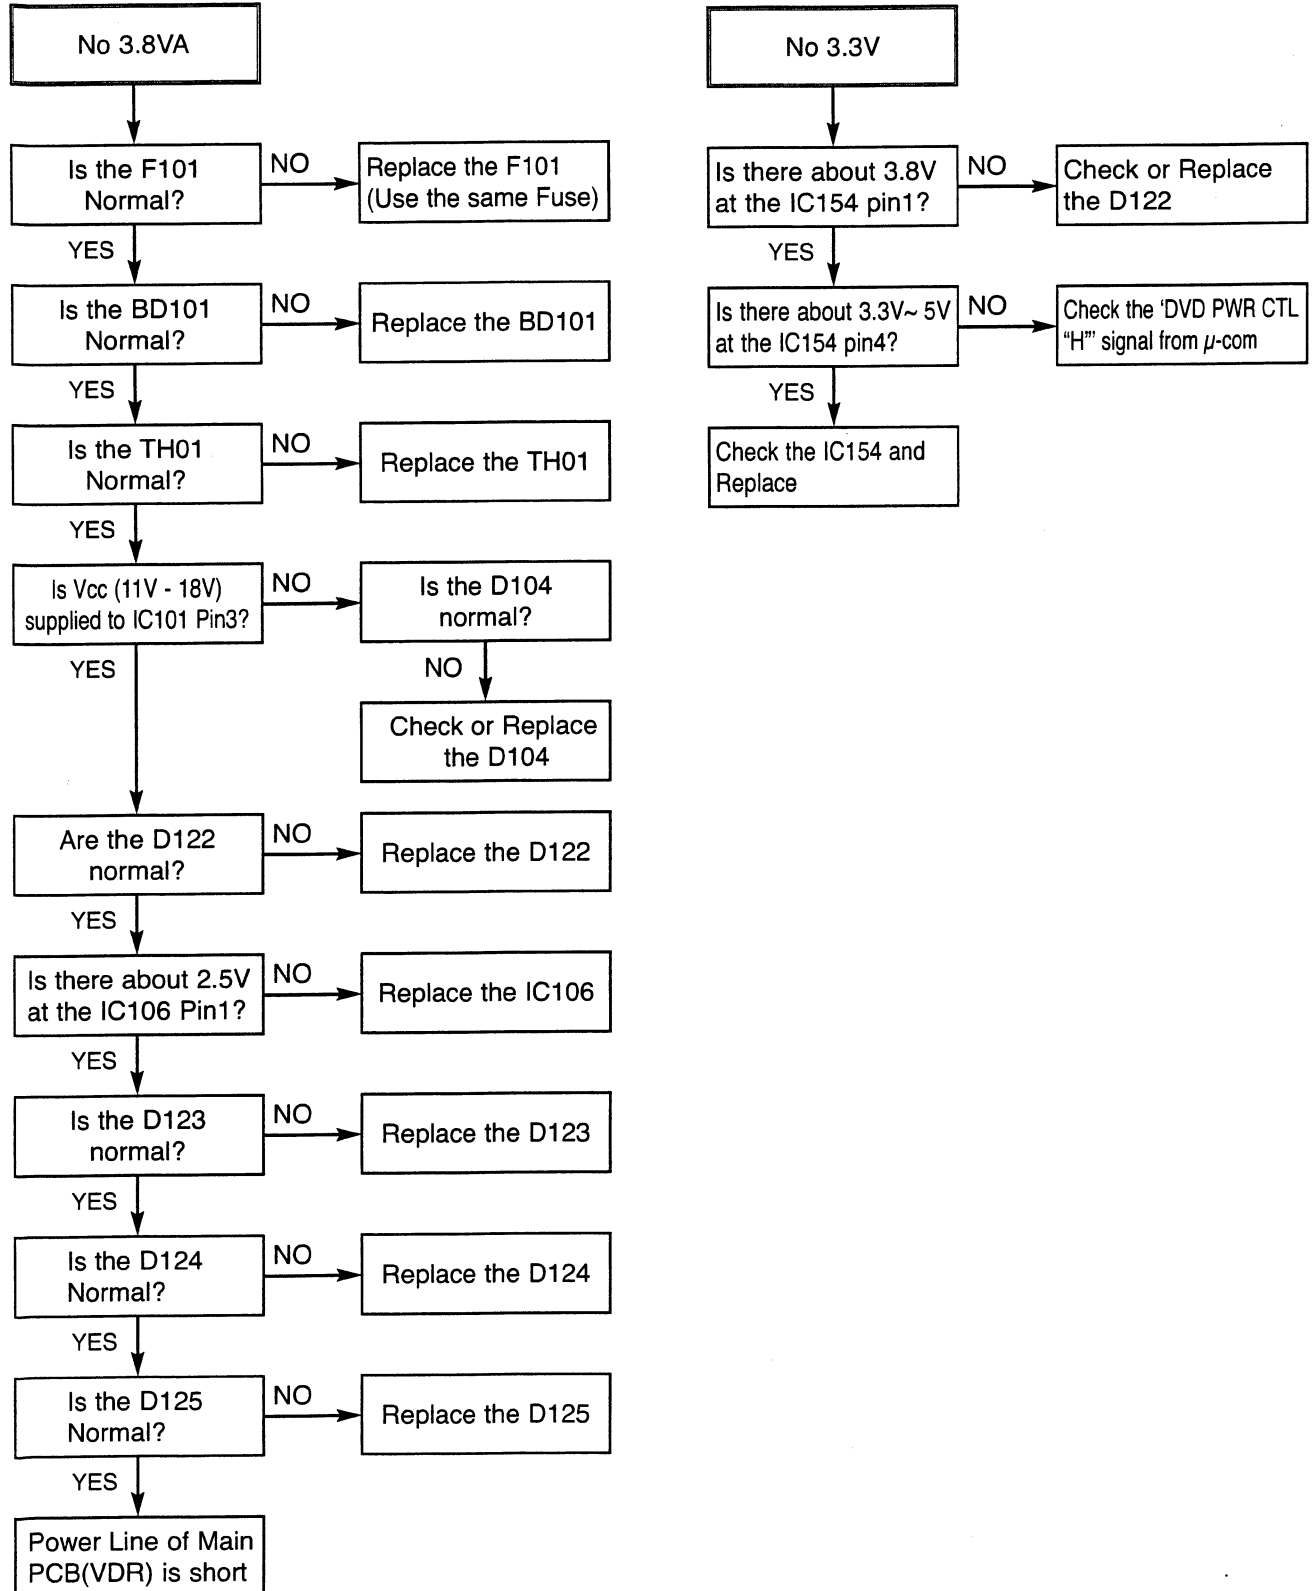 No 3.8VA
Is the F101
Normal?
NO
Replace the F101
(Use the same Fuse)
YES
Is the BD101
Normal?
NO
Replace the BD101
YES
Is the TH01
Normal?
NO
Replace the TH01
YES
Is Vcc (11V - 18V)
supplied to IC101 Pin3?
NO
Is the D104
normal?
NO
Check or Replace
the D104
YES
Are the D122
normal?
NO
Replace the D122
YES
Is there about 2.5V
at the IC106 Pin1?
NO
Replace the IC106
YES
Is the D123
normal?
NO
Replace the D123
YES
Is the D124
Normal?
NO
Replace the D124
YES
Is the D125
Normal?
NO
Replace the D125
YES
Power Line of Main
PCB(VDR) is short
No 3.3V
Is there about 3.8V
at the IC154 pin1?
NO
Check or Replace
the D122
YES
Is there about 3.3V~ 5V
at the IC154 pin4?
NO
Check the ‘DVD PWR CTL
“H”’ signal from µ-com
YES
Check the IC154 and
Replace